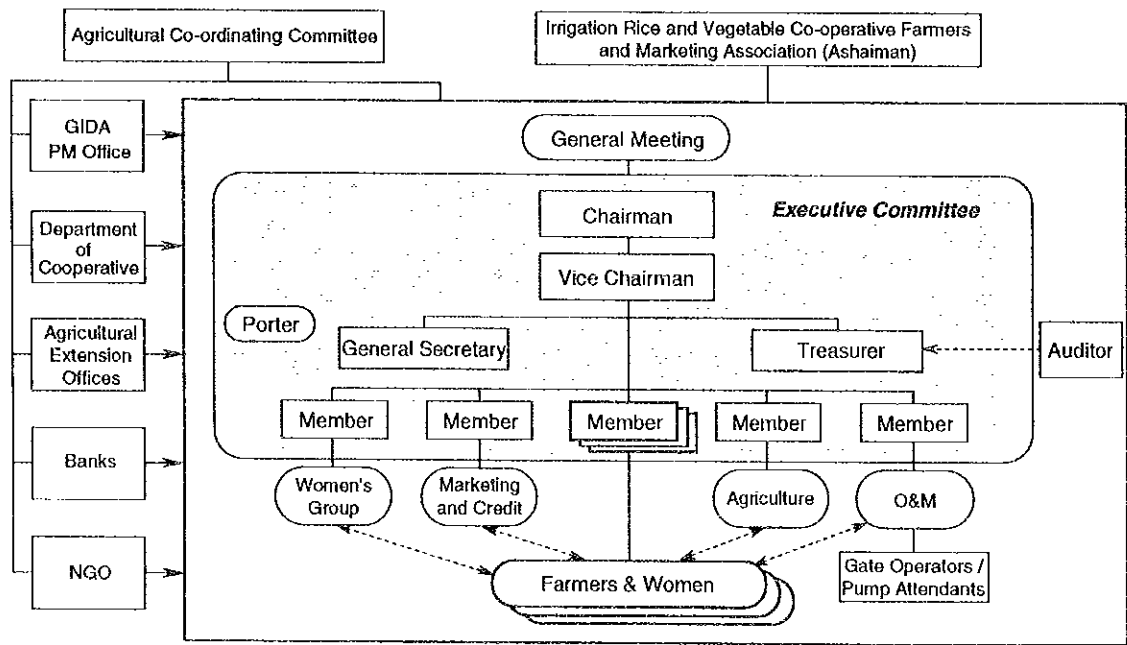 Agricultural Co-ordinating Committee
Irrigation Rice and Vegetable Co-operative Farmers
and Marketing Association (Ashaiman)
GIDA
PM Office
General Meeting
Executive Committee
Chairman
Department
of
Cooperative
Vice Chairman
Porter
Agricultural
Extension
Offices
General Secretary
Treasurer
Auditor
Member
Member
Member
Member
Member
Banks
Women's
Group
Marketing
and Credit
Agriculture
O&M
NGO
Farmers & Women
Gate Operators /
Pump Attendants